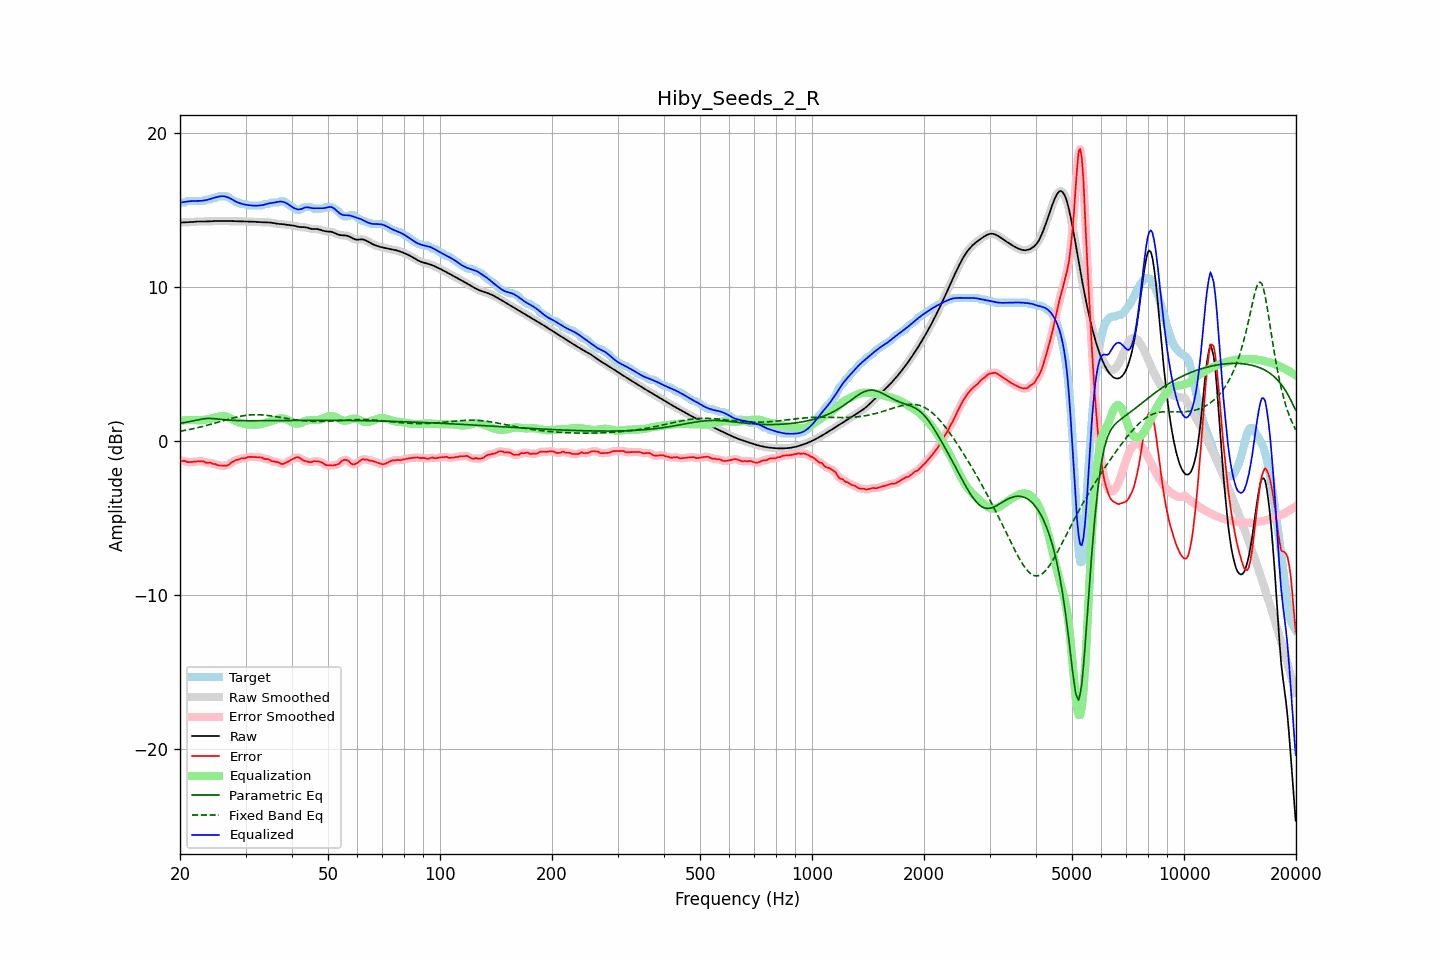 Hiby_Seeds_2_R
20
10
0
−10
−20
Amplitude (dBr)
Target
Raw Smoothed
Error Smoothed
Raw
Error
Equalization
Parametric Eq
Fixed Band Eq
Equalized
20 50 100 200 500 1000 2000 5000 10000 20000
Frequency (Hz)